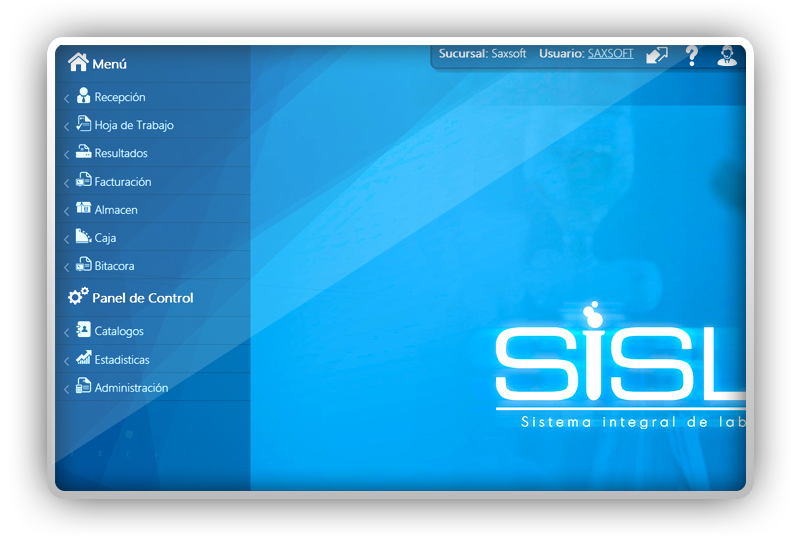 Sucursal: Saxsoft Usuario: SAXSOFT
Menú
Recepción
Hoja de Trabajo
Resultados
Facturación
Almacen
Caja
Bitacora
Panel de Control
Catalogos
Estadisticas
Administración
SiSL
Sistema integral de lab